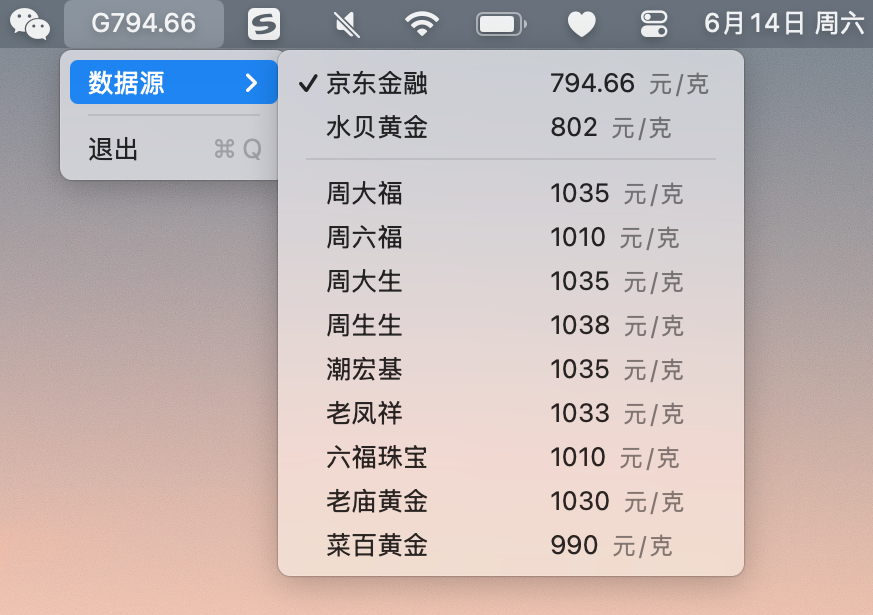 G794.66 6月14日 周六
数据源
退出 ⌘ Q
✓ 京东金融 794.66 元/克
水贝黄金 802 元/克
周大福 1035 元/克
周六福 1010 元/克
周大生 1035 元/克
周生生 1038 元/克
潮宏基 1035 元/克
老凤祥 1033 元/克
六福珠宝 1010 元/克
老庙黄金 1030 元/克
菜百黄金 990 元/克